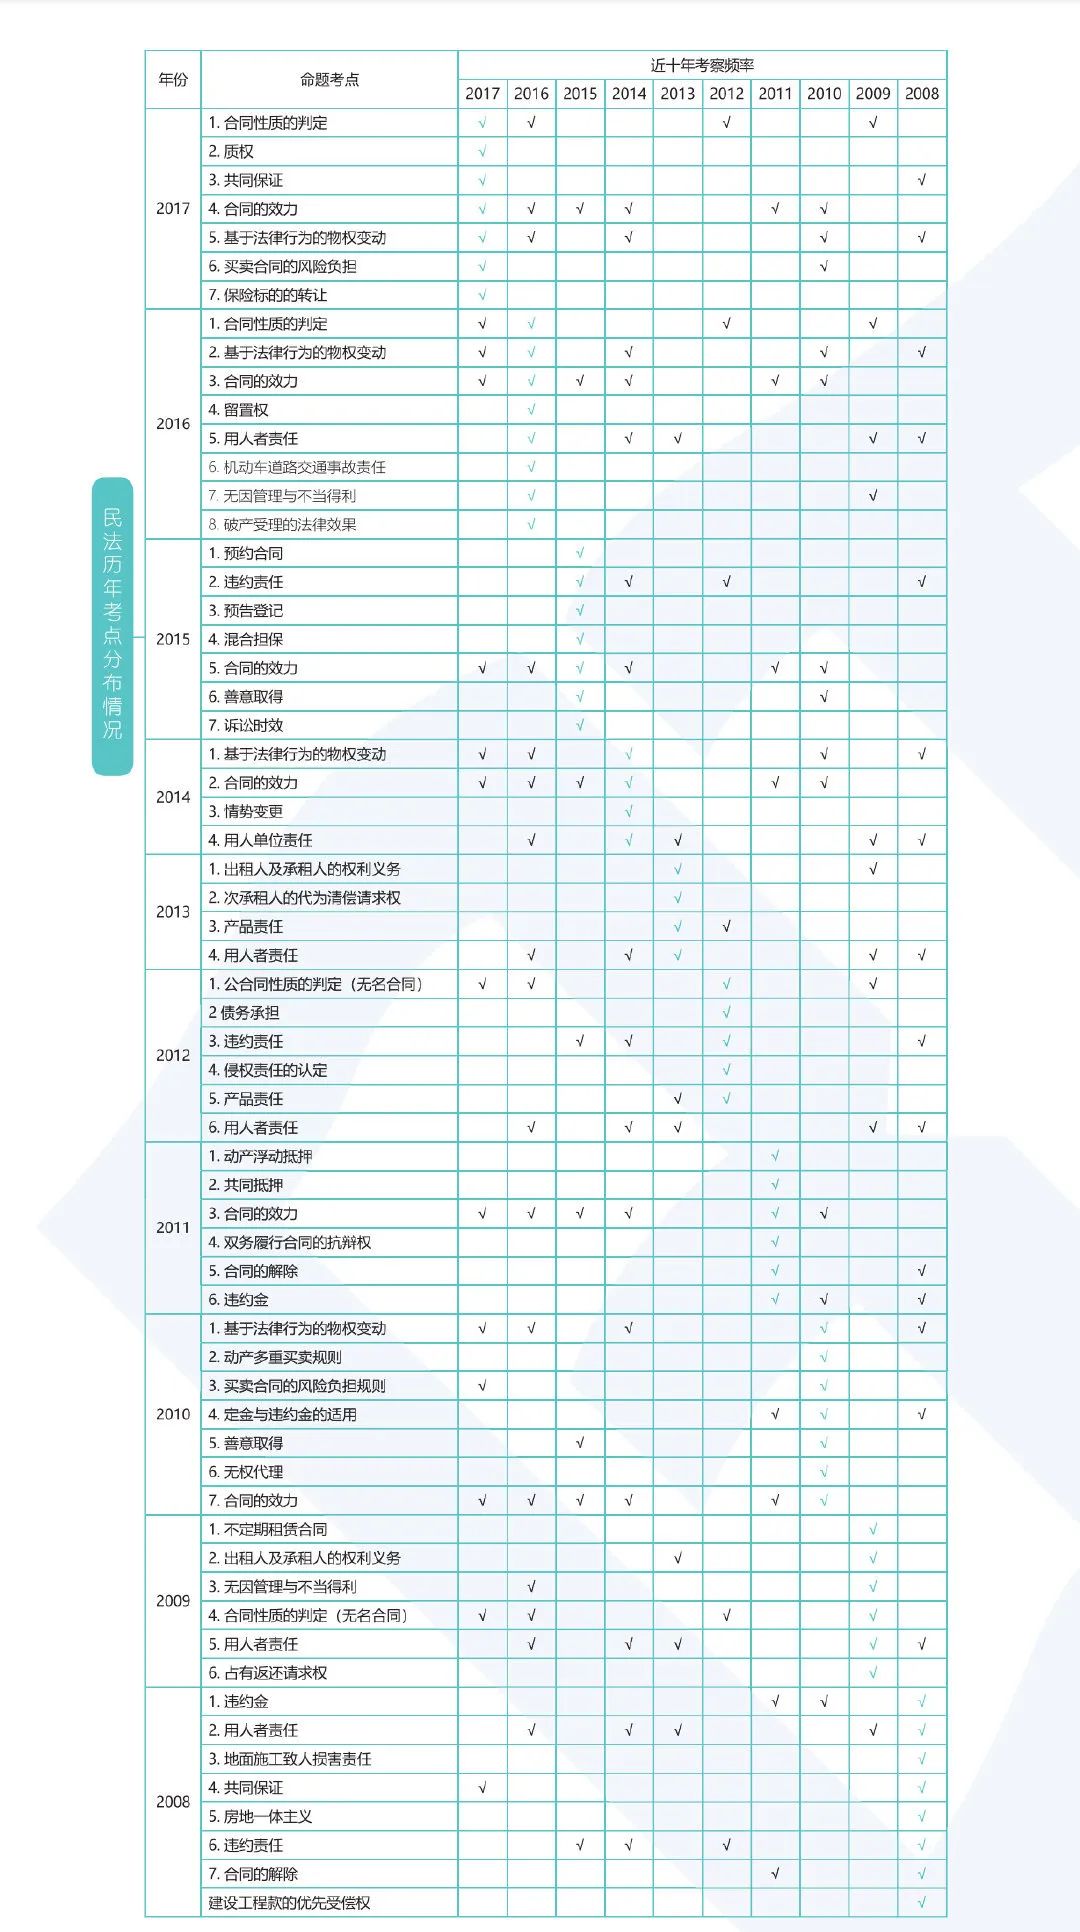 民法历年考点分布情况
年份 命题考点 近十年考察频率
2017 2016 2015 2014 2013 2012 2011 2010 2009 2008
2017
1. 合同性质的判定 √ √ √ √
2. 质权 √
3. 共同保证 √ √
4. 合同的效力 √ √ √ √ √ √
5. 基于法律行为的物权变动 √ √ √ √ √
6. 买卖合同的风险负担 √ √
7. 保险标的的转让 √
2016
1. 合同性质的判定 √ √ √ √
2. 基于法律行为的物权变动 √ √ √ √ √
3. 合同的效力 √ √ √ √ √ √
4. 留置权 √
5. 用人者责任 √ √ √ √ √
6. 机动车道路交通事故责任 √
7. 无因管理与不当得利 √ √
8. 破产受理的法律效果 √
2015
1. 预约合同 √
2. 违约责任 √ √ √ √
3. 预告登记 √
4. 混合担保 √
5. 合同的效力 √ √ √ √ √ √
6. 善意取得 √ √
7. 诉讼时效 √
2014
1. 基于法律行为的物权变动 √ √ √ √ √
2. 合同的效力 √ √ √ √ √ √
3. 情势变更 √
4. 用人单位责任 √ √ √ √ √
2013
1. 出租人及承租人的权利义务 √ √
2. 次承租人的代为清偿请求权 √
3. 产品责任 √ √
4. 用人者责任 √ √ √ √ √
2012
1. 公合同性质的判定（无名合同） √ √ √ √
2 债务承担 √
3. 违约责任 √ √ √ √
4. 侵权责任的认定 √
5. 产品责任 √ √
6. 用人者责任 √ √ √ √ √
2011
1. 动产浮动抵押 √
2. 共同抵押 √
3. 合同的效力 √ √ √ √ √ √
4. 双务履行合同的抗辩权 √
5. 合同的解除 √ √
6. 违约金 √ √ √
2010
1. 基于法律行为的物权变动 √ √ √ √ √
2. 动产多重买卖规则 √
3. 买卖合同的风险负担规则 √ √
4. 定金与违约金的适用 √ √ √
5. 善意取得 √ √
6. 无权代理 √
7. 合同的效力 √ √ √ √ √ √
2009
1. 不定期租赁合同 √
2. 出租人及承租人的权利义务 √ √
3. 无因管理与不当得利 √ √
4. 合同性质的判定（无名合同） √ √ √ √
5. 用人者责任 √ √ √ √ √
6. 占有返还请求权 √
2008
1. 违约金 √ √ √
2. 用人者责任 √ √ √ √ √
3. 地面施工致人损害责任 √
4. 共同保证 √ √
5. 房地一体主义 √
6. 违约责任 √ √ √ √
7. 合同的解除 √ √
建设工程款的优先受偿权 √